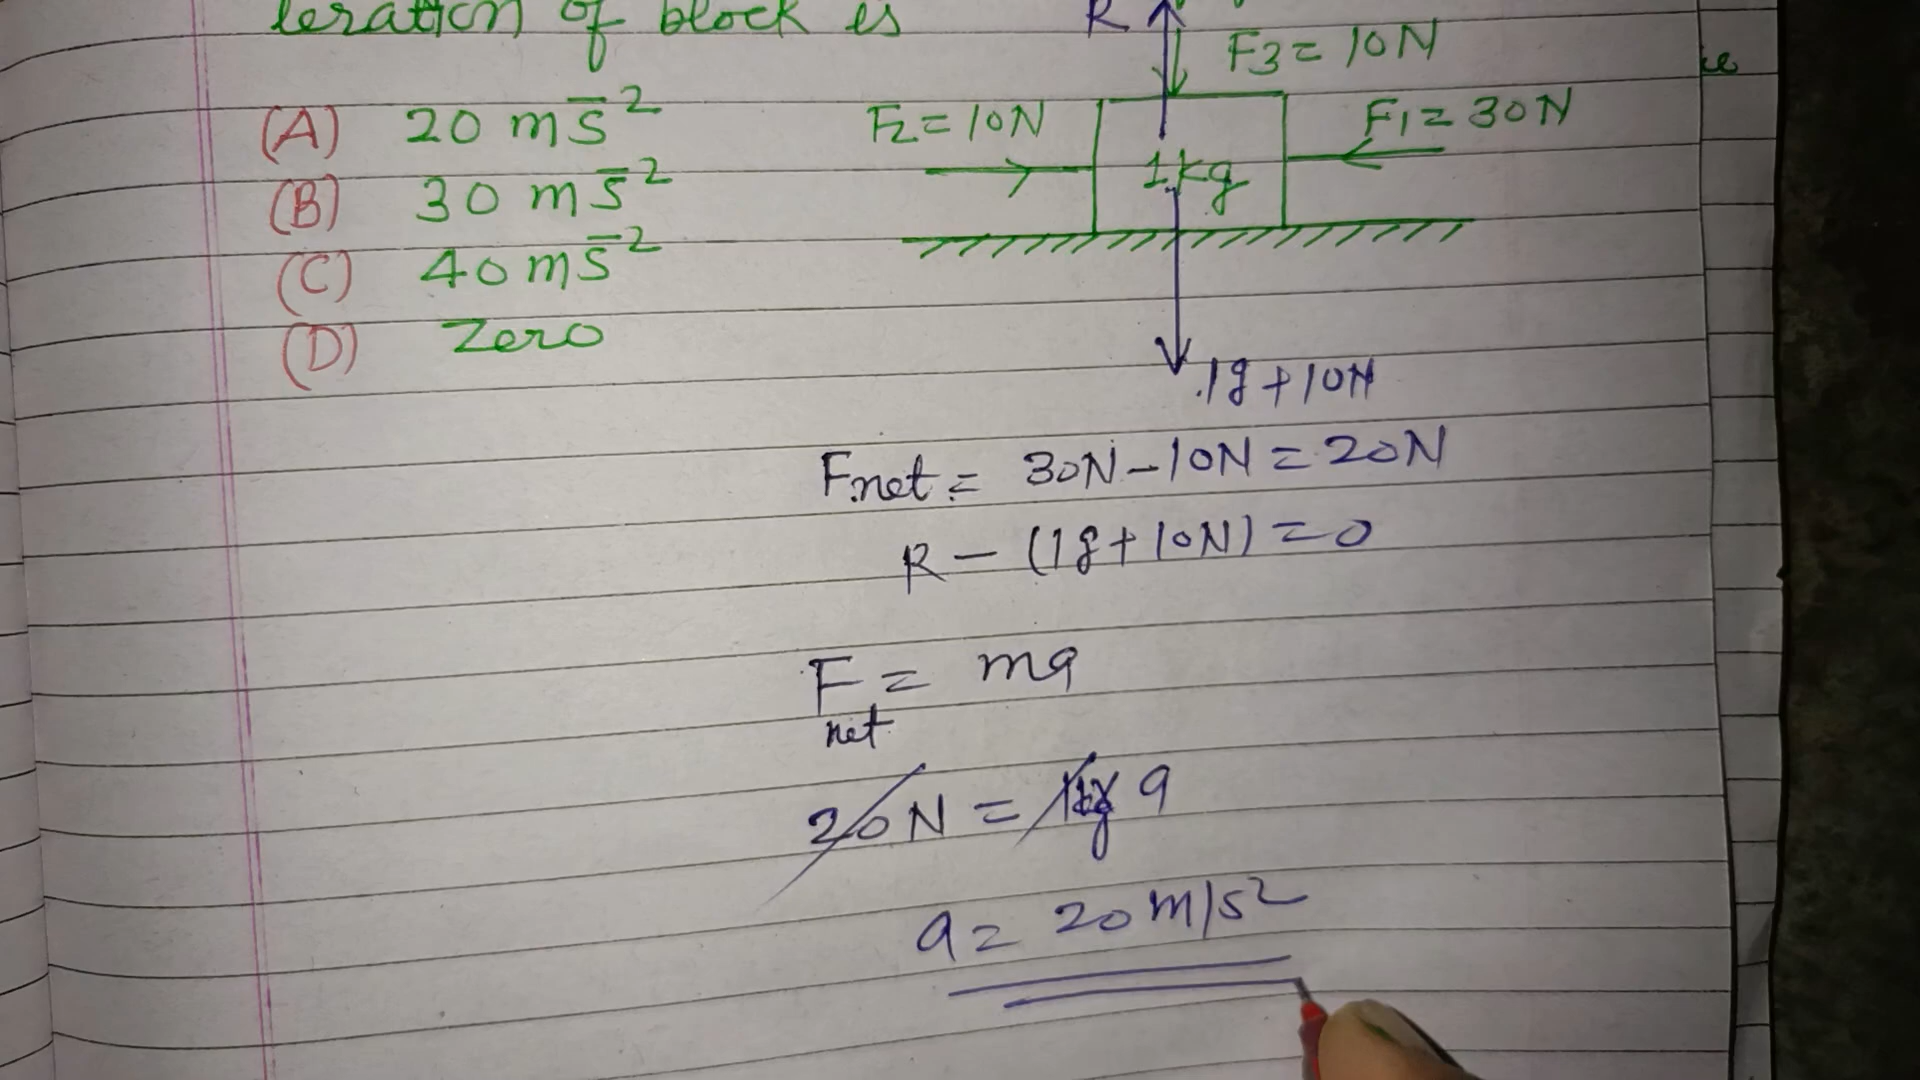 leration of block is
R
F3 = 10N
(A) 20 ms̄²
F2 = 10N
F1 = 30N
1kg
(B) 30 ms̄²
(C) 40 ms̄²
(D) Zero
1g + 10N
Fnet = 30N - 10N = 20N
R - (1g + 10N) = 0
F = ma
net
20N = 1kg a
a = 20 m/s²